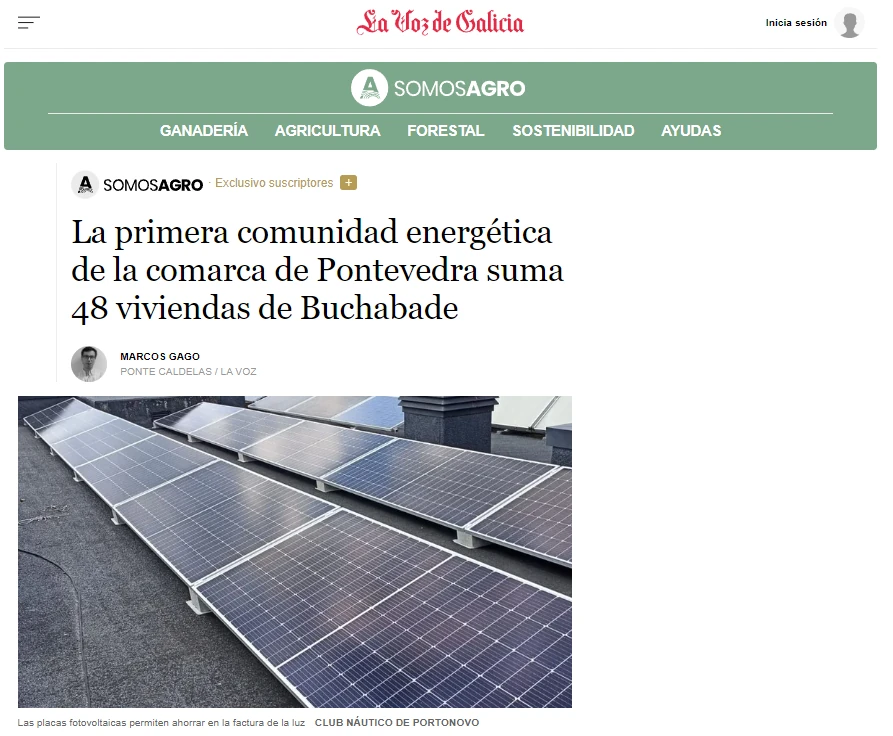 La Voz de Galicia
Inicia sesión
A SOMOSAGRO
GANADERÍA AGRICULTURA FORESTAL SOSTENIBILIDAD AYUDAS
A SOMOSAGRO · Exclusivo suscriptores +
La primera comunidad energética
de la comarca de Pontevedra suma
48 viviendas de Buchabade
MARCOS GAGO
PONTE CALDELAS / LA VOZ
Las placas fotovoltaicas permiten ahorrar en la factura de la luz CLUB NÁUTICO DE PORTONOVO